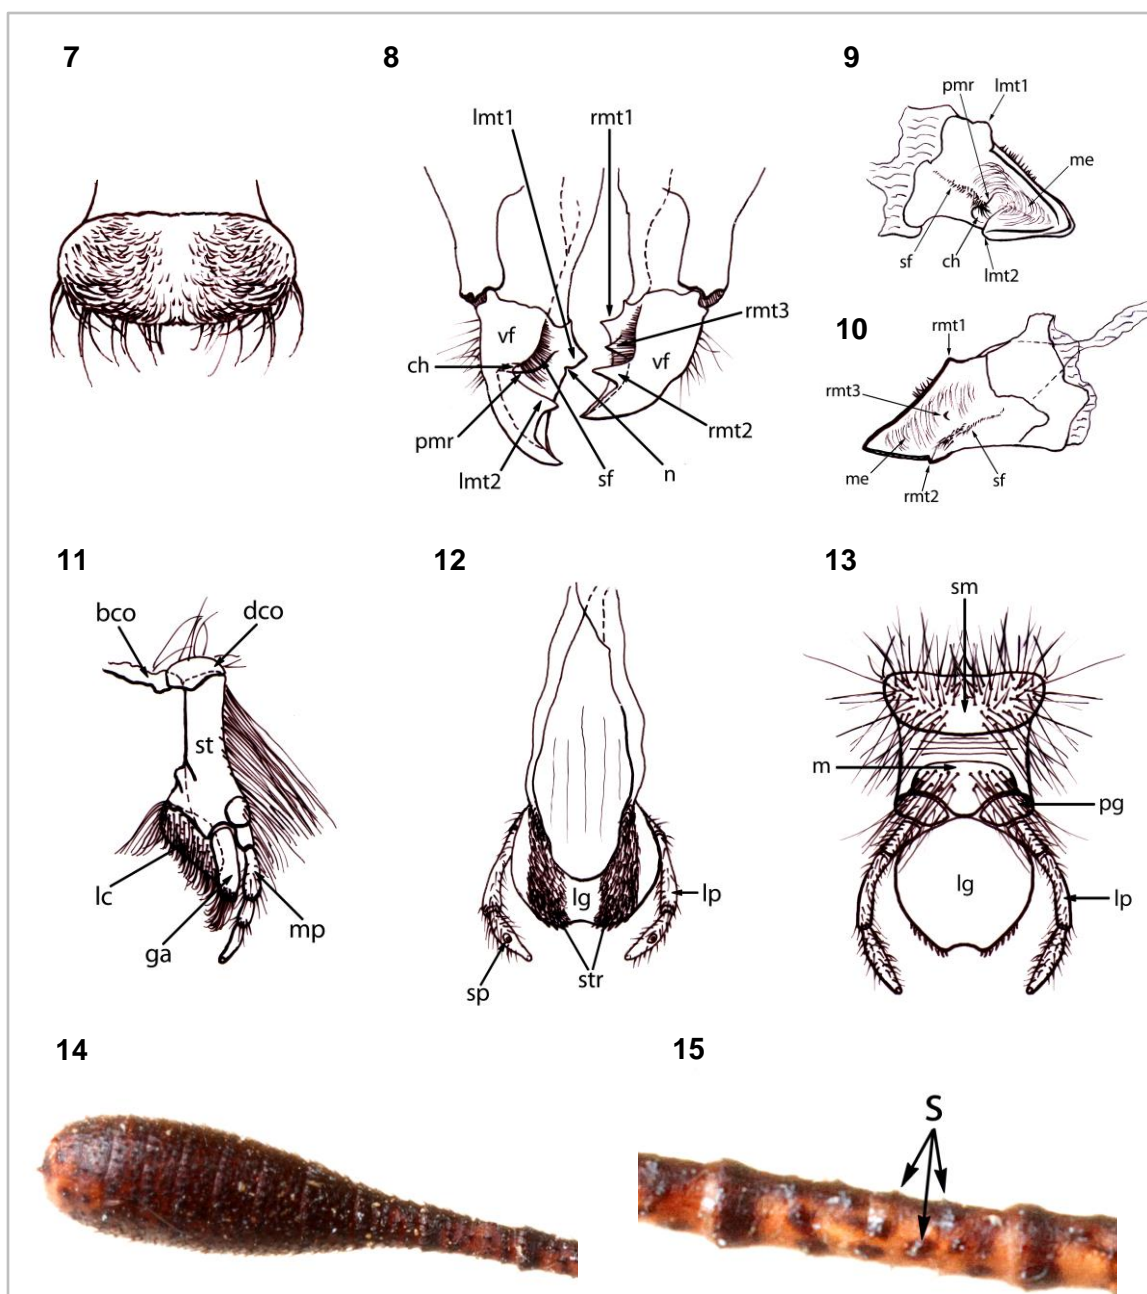 7
8
9
lmt1
rmt1
vf
vf
rmt3
ch
pmr
lmt2
sf
n
rmt2
pmr
lmt1
me
sf
ch
lmt2
10
rmt1
rmt3
me
rmt2
sf
11
bco
dco
st
lc
ga
mp
12
lg
lp
sp
str
13
sm
m
pg
lg
lp
14
15
S